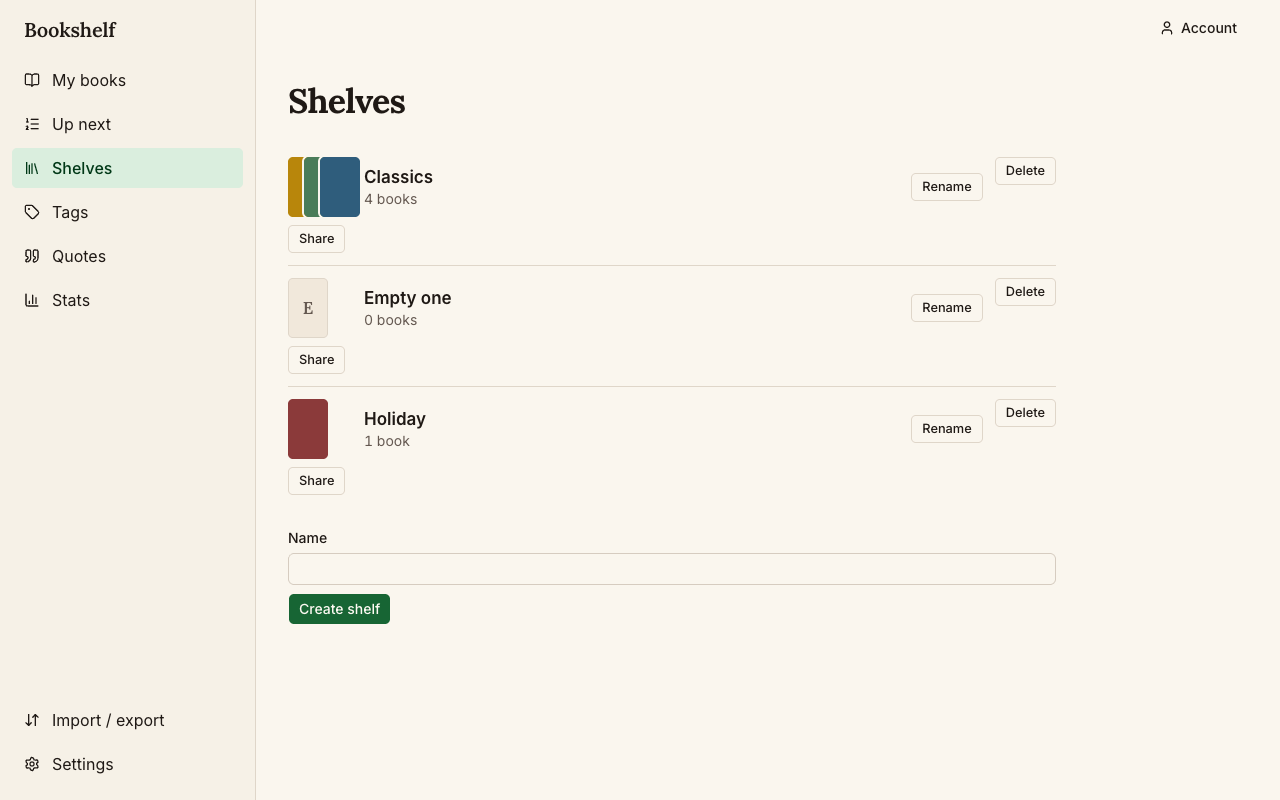 Bookshelf
My books
Up next
Shelves
Tags
Quotes
Stats
Import / export
Settings
Account
Shelves
Classics
4 books
Rename
Delete
Share
E
Empty one
0 books
Rename
Delete
Share
Holiday
1 book
Rename
Delete
Share
Name
Create shelf